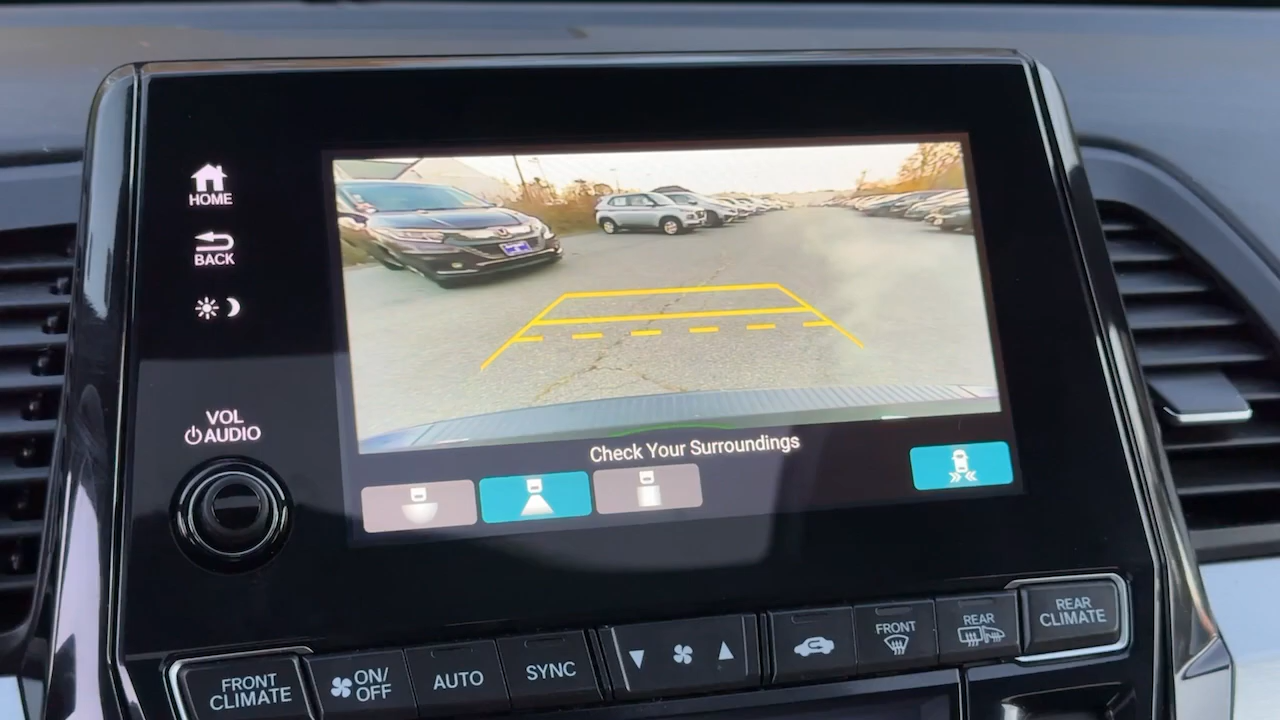 HOME
BACK
VOL
AUDIO
Check Your Surroundings
FRONT
CLIMATE
ON/
OFF
AUTO
SYNC
FRONT
REAR
REAR
CLIMATE